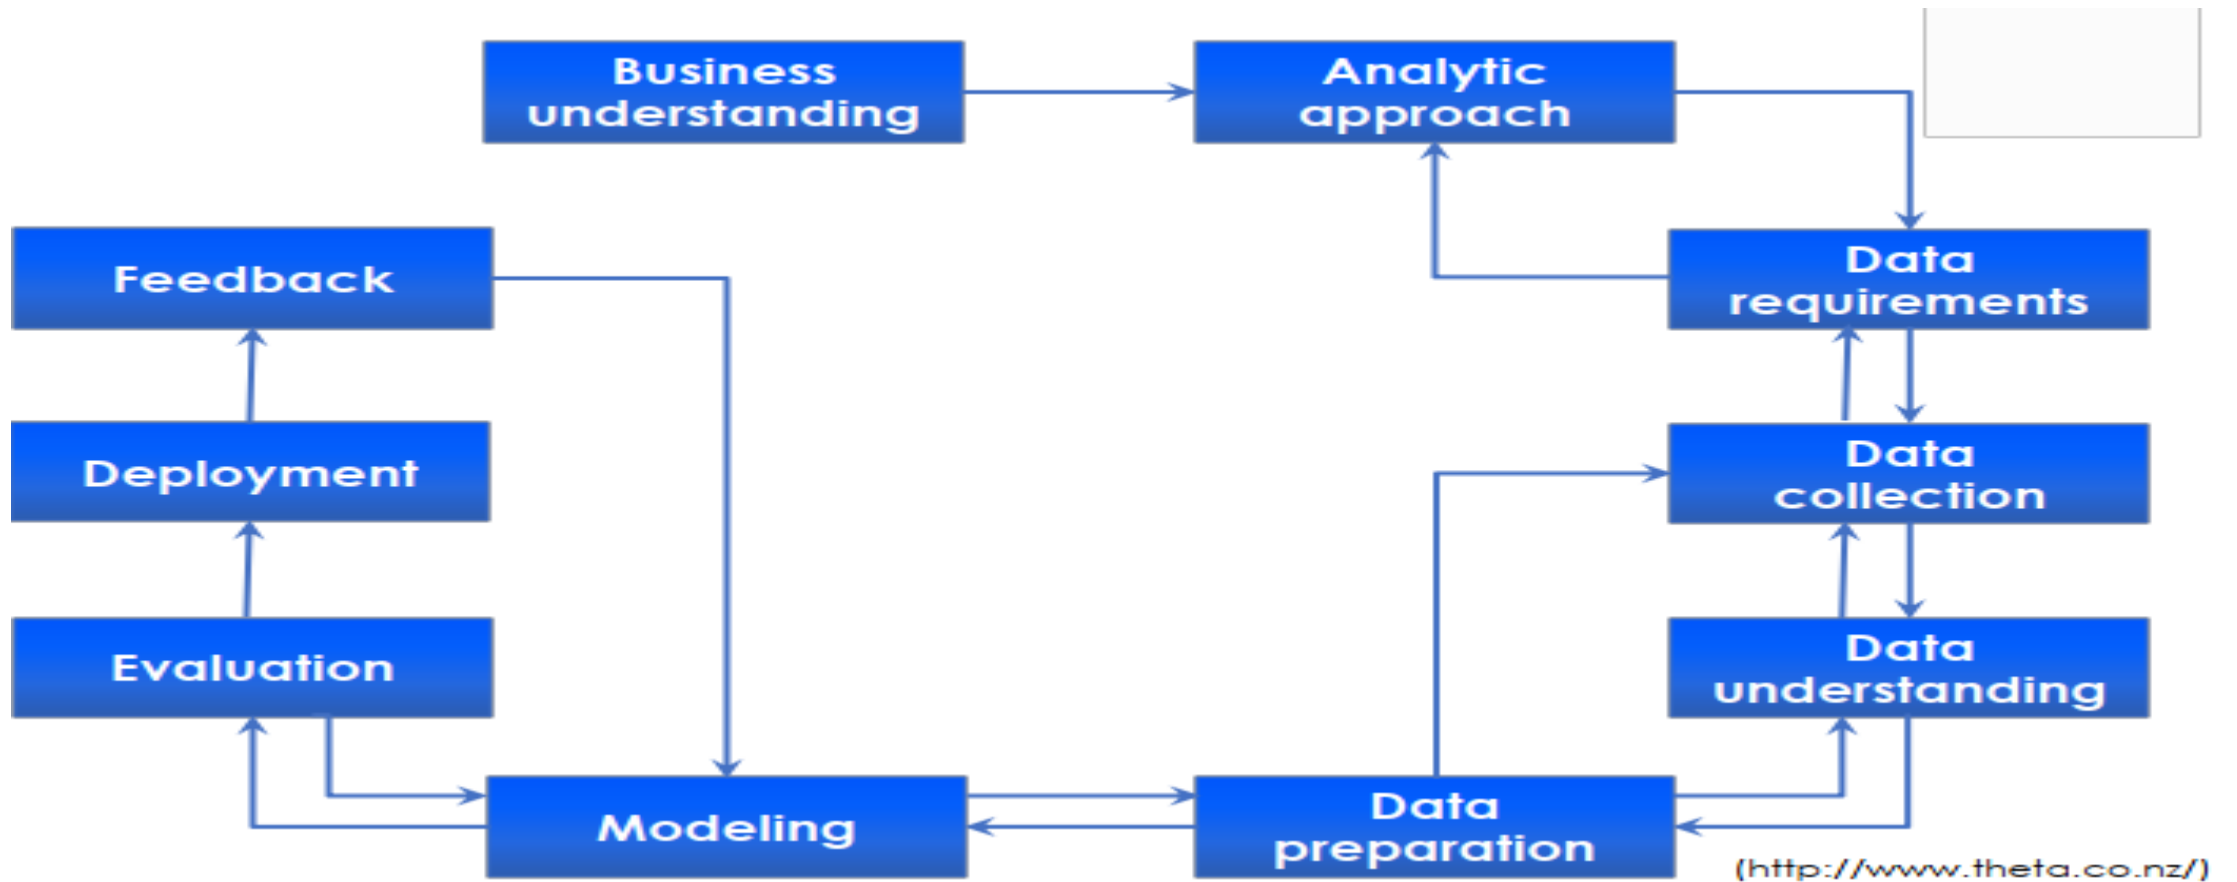 Business
understanding
Analytic
approach
Feedback
Data
requirements
Deployment
Data
collection
Evaluation
Data
understanding
Modeling
Data
preparation
(http://www.theta.co.nz/)